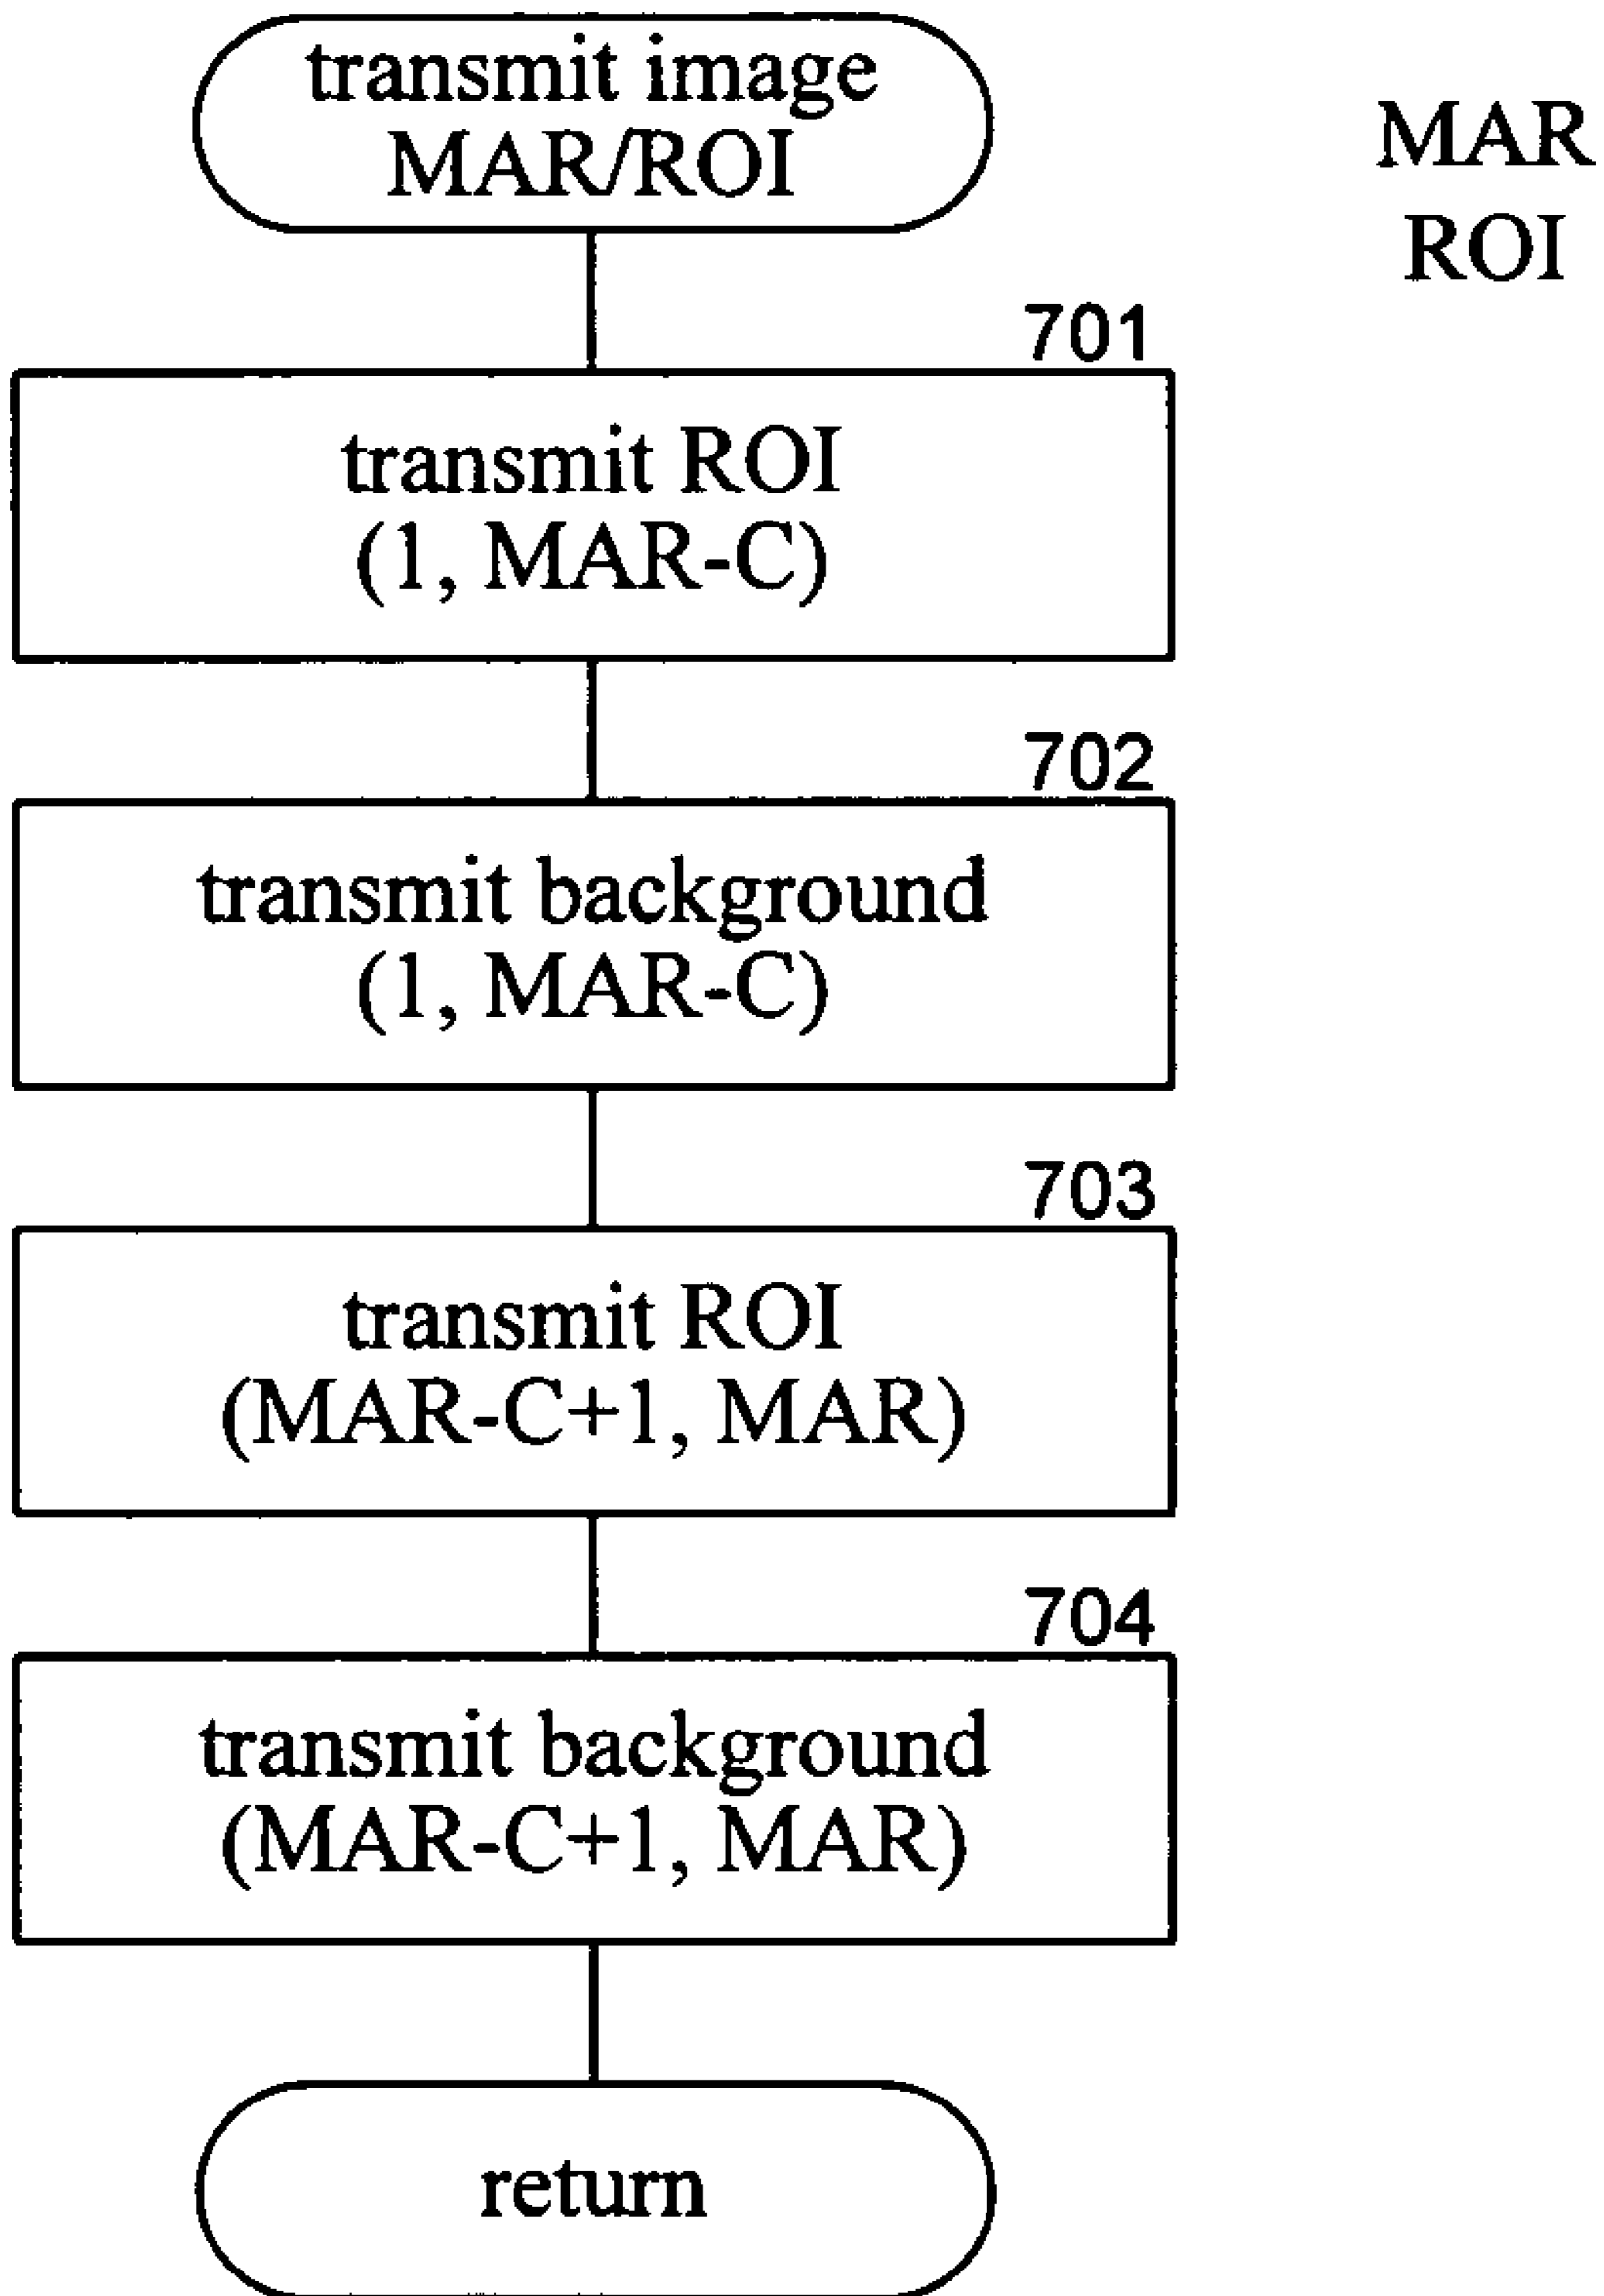 transmit image
MAR/ROI
MAR
ROI
701
transmit ROI
(1, MAR-C)
702
transmit background
(1, MAR-C)
703
transmit ROI
(MAR-C+1, MAR)
704
transmit background
(MAR-C+1, MAR)
return